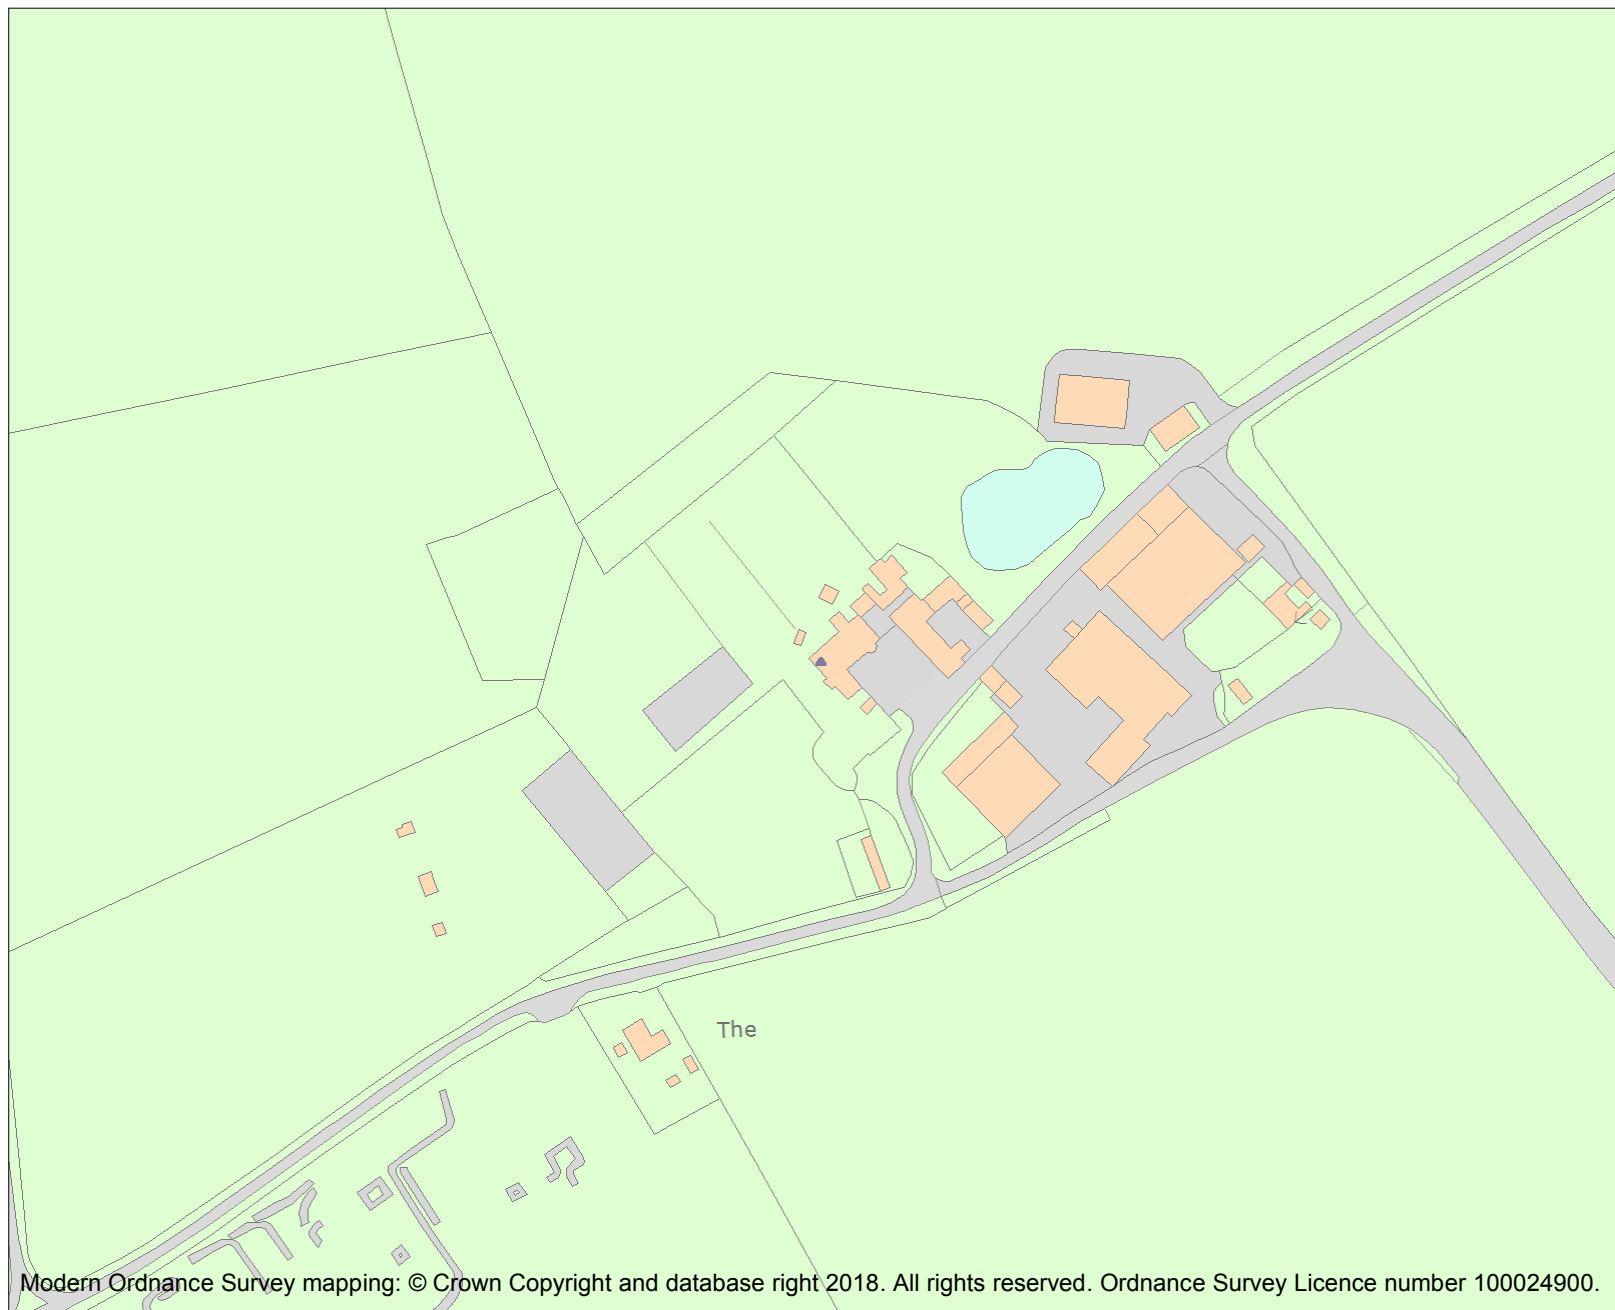 The
Modern Ordnance Survey mapping: © Crown Copyright and database right 2018. All rights reserved. Ordnance Survey Licence number 100024900.